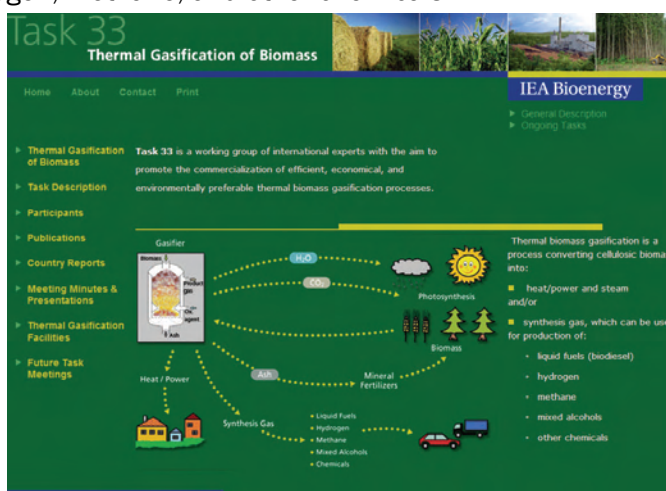 Task 33
Thermal Gasification of Biomass
Home About Contact Print
IEA Bioenergy
General Description
Ongoing Tasks
Thermal Gasification
of Biomass
Task Description
Participants
Publications
Country Reports
Meeting Minutes &
Presentations
Thermal Gasification
Facilities
Future Task
Meetings
Task 33 is a working group of international experts with the aim to
promote the commercialization of efficient, economical, and
environmentally preferable thermal biomass gasification processes.
Gasifier
Biomass
Product
gas
Ox.
agent
Ash
H₂O
CO₂
Photosynthesis
Biomass
Ash
Mineral
Fertilizers
Heat / Power
Synthesis Gas
Liquid Fuels
Hydrogen
Methane
Mixed Alcohols
Chemicals
Thermal biomass gasification is a
process converting cellulosic bioma
into:
heat/power and steam
and/or
synthesis gas, which can be use
for production of:
liquid fuels (biodiesel)
hydrogen
methane
mixed alcohols
other chemicals